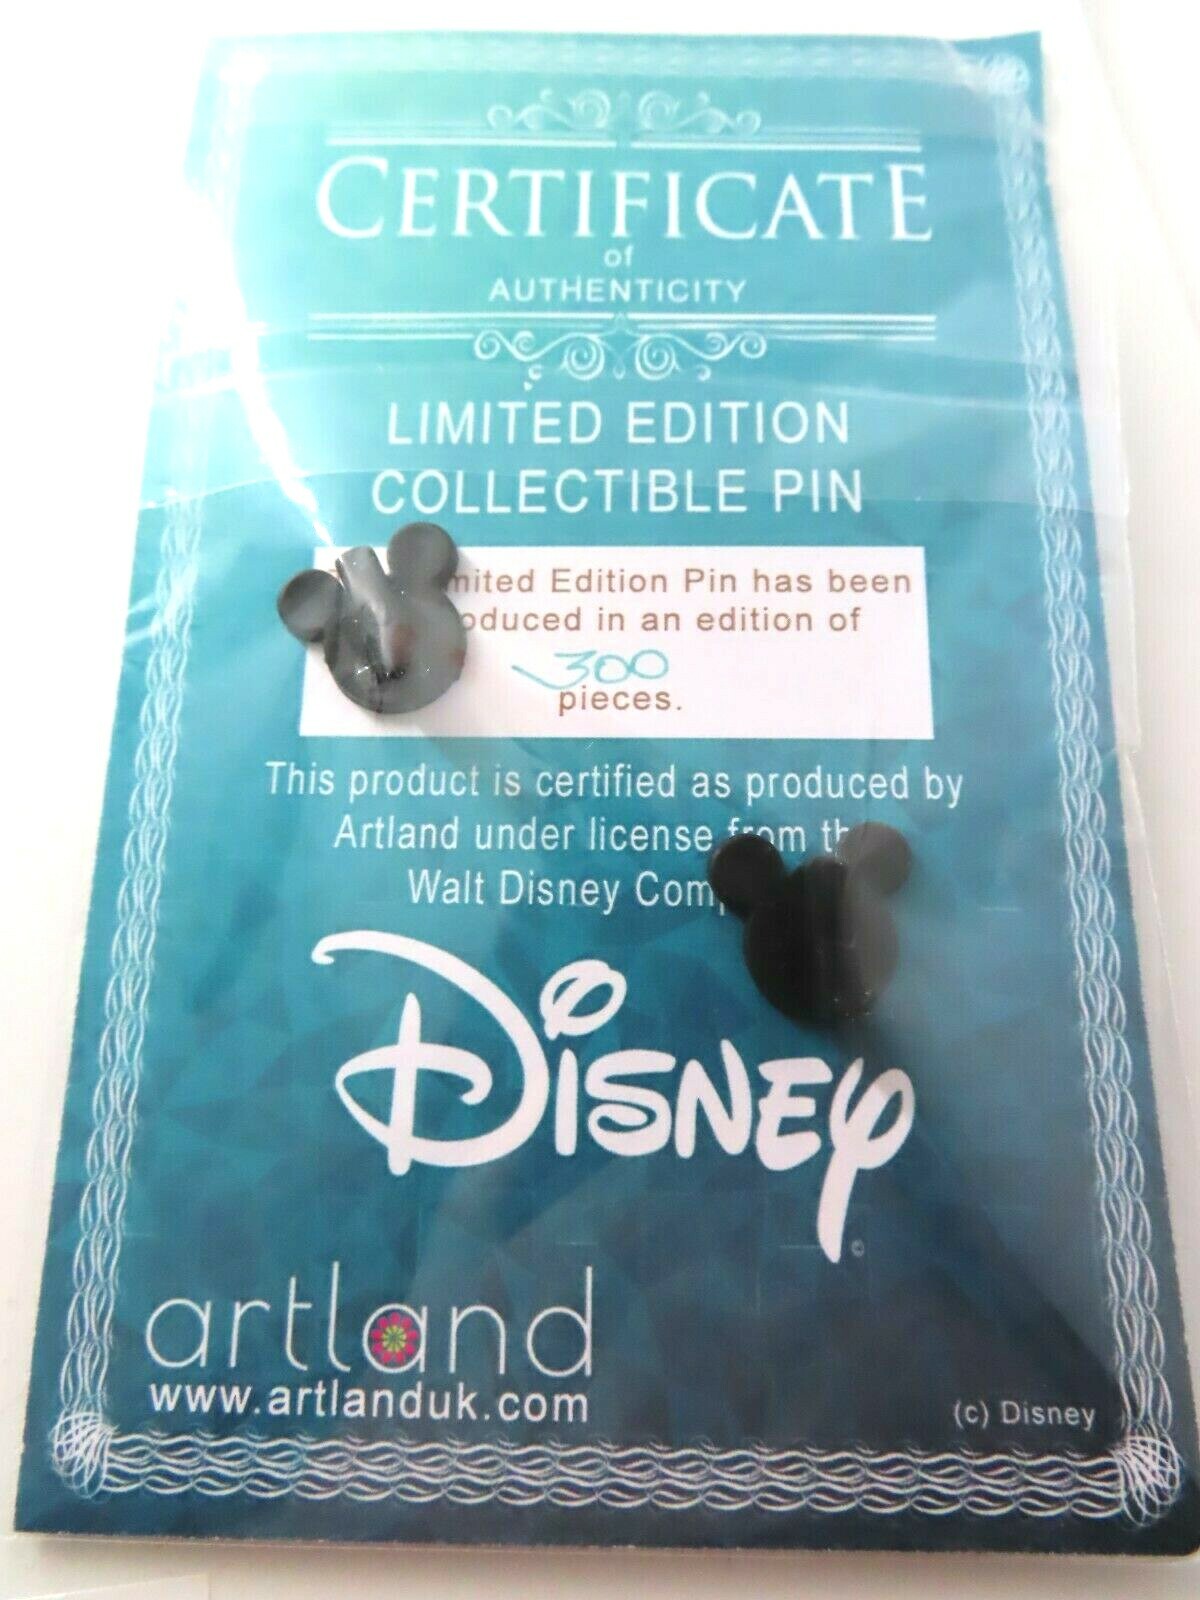 CERTIFICATE
of
AUTHENTICITY
LIMITED EDITION
COLLECTIBLE PIN
mited Edition Pin has been
oduced in an edition of
300
pieces.
This product is certified as produced by
Artland under license from th
Walt Disney Comp
Disney
©
artland
www.artlanduk.com
(c) Disney